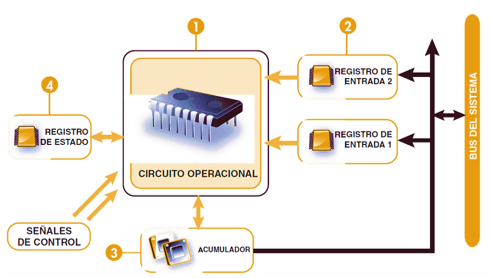 1
2
REGISTRO DE
ENTRADA 2
4
REGISTRO
DE ESTADO
REGISTRO DE
ENTRADA 1
CIRCUITO OPERACIONAL
BUS DEL SISTEMA
SEÑALES
DE CONTROL
3
ACUMULADOR